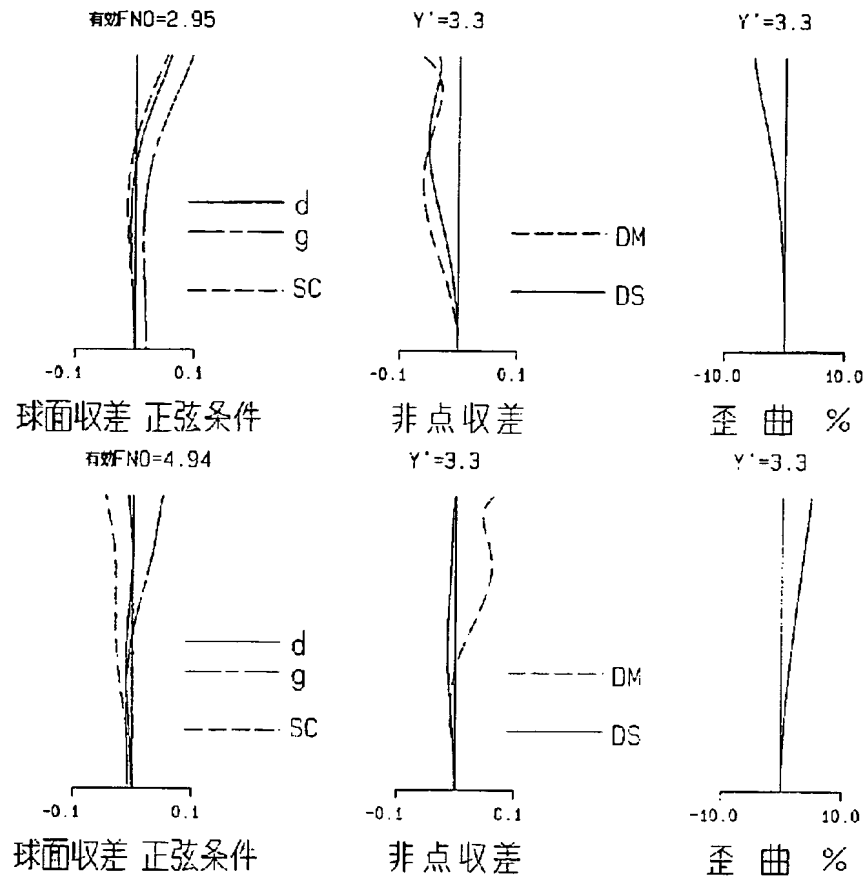 有効FNO=2.95
Y'=3.3
Y'=3.3
d
g
SC
DM
DS
-0.1 0.1
-0.1 0.1
-10.0 10.0
球面収差 正弦条件
非点収差
歪曲 %
有効FNO=4.94
Y'=3.3
Y'=3.3
d
g
SC
DM
DS
-0.1 0.1
-0.1 0.1
-10.0 10.0
球面収差 正弦条件
非点収差
歪曲 %